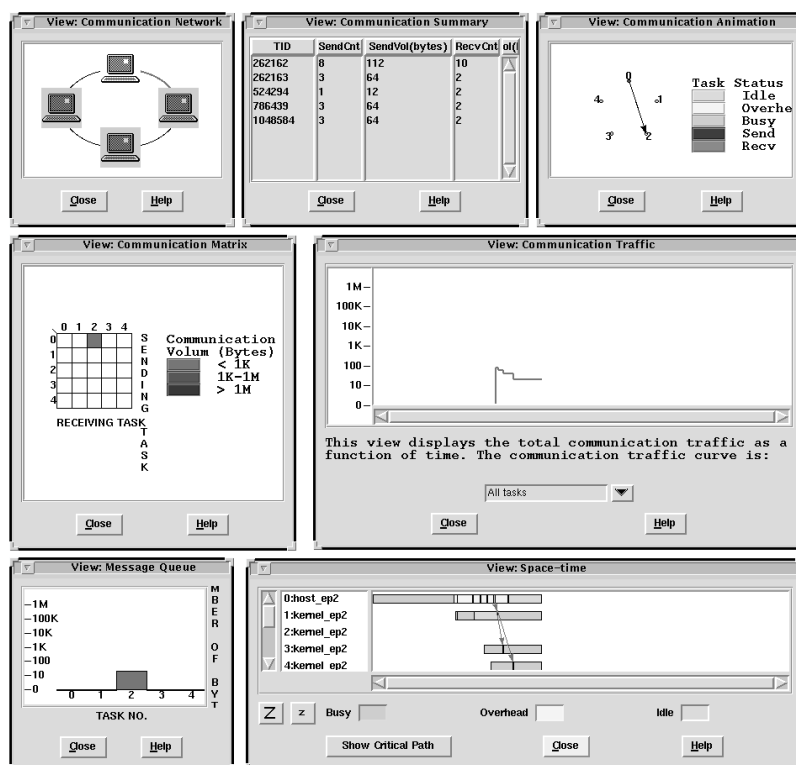 View: Communication Network
Close
Help
View: Communication Summary
TID SendCnt SendVol(bytes) RecvCnt ol(
262162 8 112 10
262163 3 64 2
524294 1 12 2
786439 3 64 2
1048584 3 64 2
Close
Help
View: Communication Animation
0
4 1
3 2
Task Status
Idle
Overhe
Busy
Send
Recv
Close
Help
View: Communication Matrix
0 1 2 3 4
0
1
2
3
4
SENDING TASK
RECEIVING TASK
Communication
Volum (Bytes)
< 1K
1K-1M
> 1M
Close
Help
View: Communication Traffic
1M
100K
10K
1K
100
10
0
This view displays the total communication traffic as a
function of time. The communication traffic curve is:
All tasks
Close
Help
View: Message Queue
1M
100K
10K
1K
100
10
0
0 1 2 3 4
TASK NO.
MBER OF BYT
Close
Help
View: Space-time
0:host_ep2
1:kernel_ep2
2:kernel_ep2
3:kernel_ep2
4:kernel_ep2
Z z Busy Overhead Idle
Show Critical Path
Close
Help